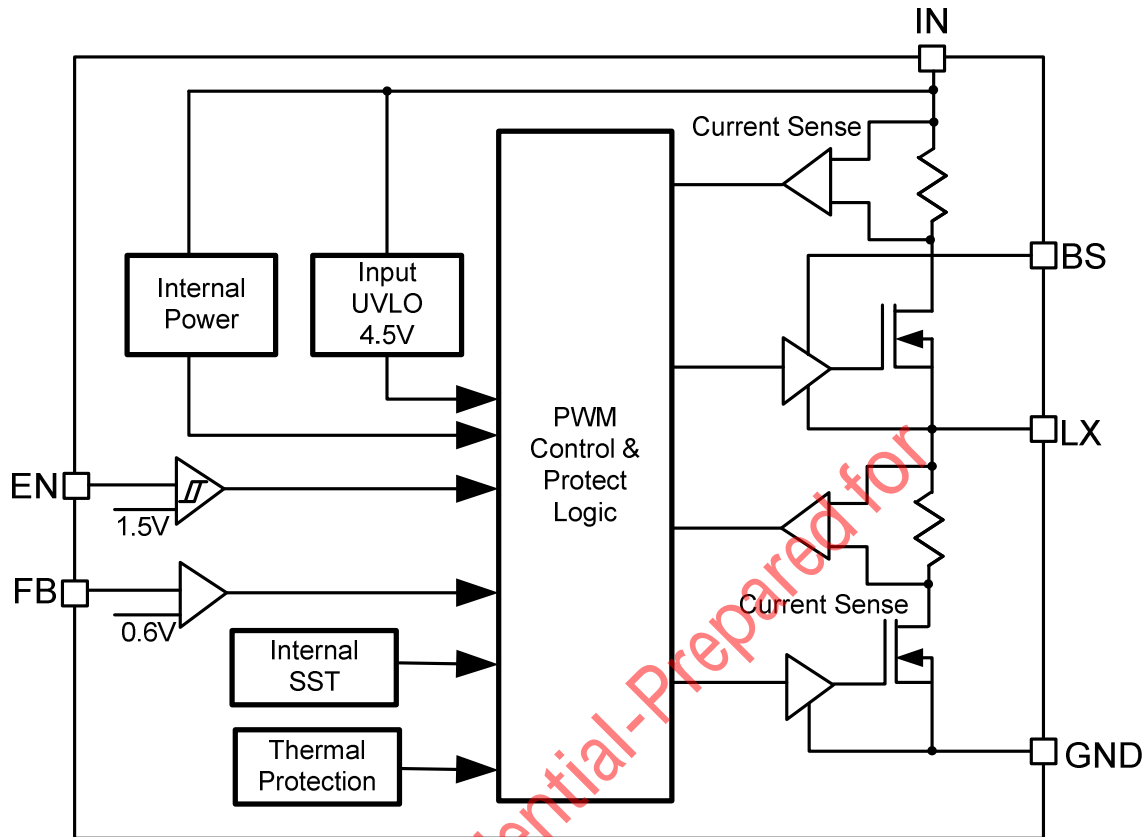 IN
Current Sense
BS
Internal
Power
Input
UVLO
4.5V
PWM
Control &
Protect
Logic
LX
EN
1.5V
FB
0.6V
Current Sense
Internal
SST
Thermal
Protection
GND
dential-Prepared for